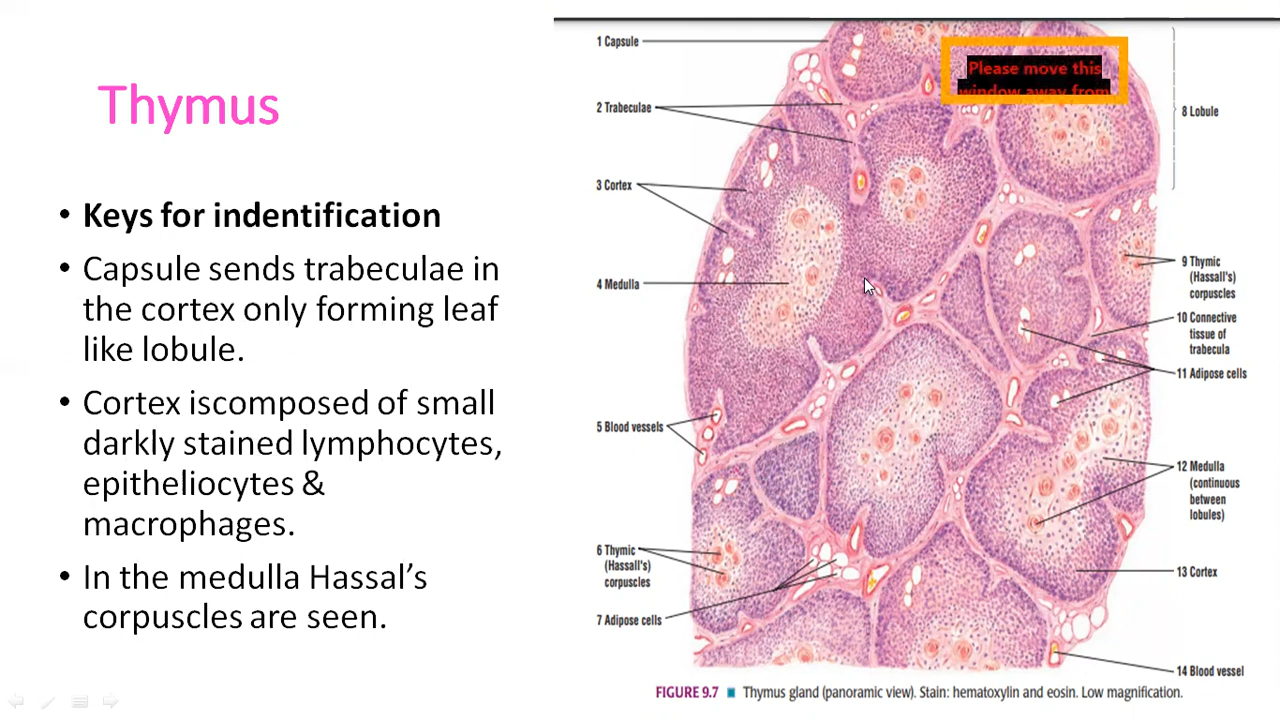 Thymus
• Keys for indentification
• Capsule sends trabeculae in
the cortex only forming leaf
like lobule.
• Cortex iscomposed of small
darkly stained lymphocytes,
epitheliocytes &
macrophages.
• In the medulla Hassal’s
corpuscles are seen.
1 Capsule
2 Trabeculae
3 Cortex
4 Medulla
5 Blood vessels
6 Thymic
(Hassall's)
corpuscles
7 Adipose cells
Please move this
window away from
8 Lobule
9 Thymic
(Hassall's)
corpuscles
10 Connective
tissue of
trabecula
11 Adipose cells
12 Medulla
(continuous
between
lobules)
13 Cortex
14 Blood vessel
FIGURE 9.7 ■ Thymus gland (panoramic view). Stain: hematoxylin and eosin. Low magnification.